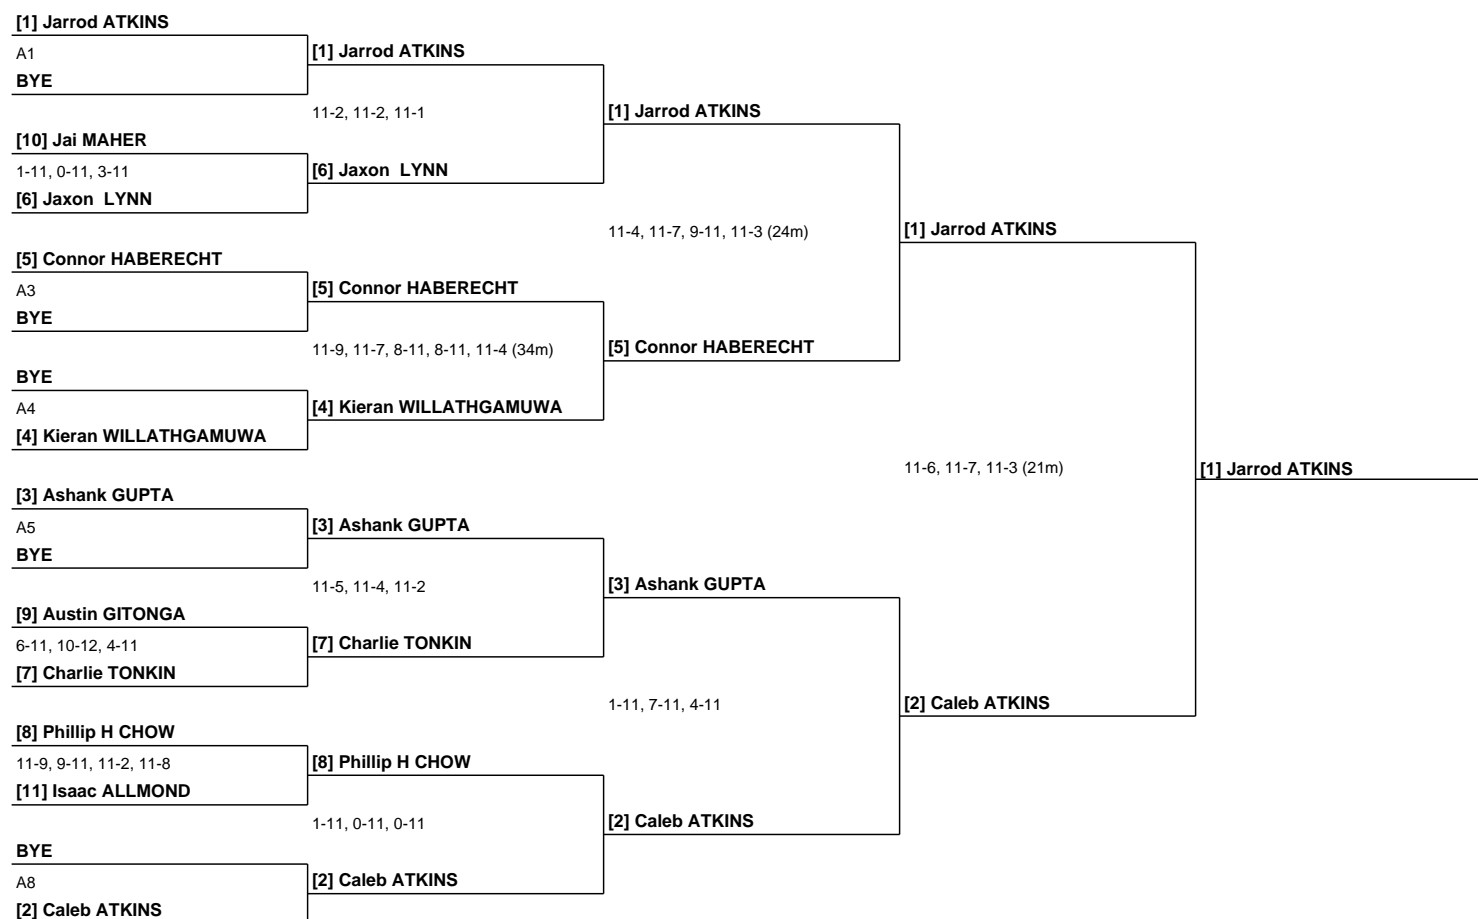 [1] Jarrod ATKINS
A1
BYE
[10] Jai MAHER
1-11, 0-11, 3-11
[6] Jaxon  LYNN
[5] Connor HABERECHT
A3
BYE
BYE
A4
[4] Kieran WILLATHGAMUWA
[3] Ashank GUPTA
A5
BYE
[9] Austin GITONGA
6-11, 10-12, 4-11
[7] Charlie TONKIN
[8] Phillip H CHOW
11-9, 9-11, 11-2, 11-8
[11] Isaac ALLMOND
BYE
A8
[2] Caleb ATKINS
[1] Jarrod ATKINS
11-2, 11-2, 11-1
[6] Jaxon  LYNN
[5] Connor HABERECHT
11-9, 11-7, 8-11, 8-11, 11-4 (34m)
[4] Kieran WILLATHGAMUWA
[3] Ashank GUPTA
11-5, 11-4, 11-2
[7] Charlie TONKIN
[8] Phillip H CHOW
1-11, 0-11, 0-11
[2] Caleb ATKINS
[1] Jarrod ATKINS
11-4, 11-7, 9-11, 11-3 (24m)
[5] Connor HABERECHT
[3] Ashank GUPTA
1-11, 7-11, 4-11
[2] Caleb ATKINS
[1] Jarrod ATKINS
11-6, 11-7, 11-3 (21m)
[2] Caleb ATKINS
[1] Jarrod ATKINS